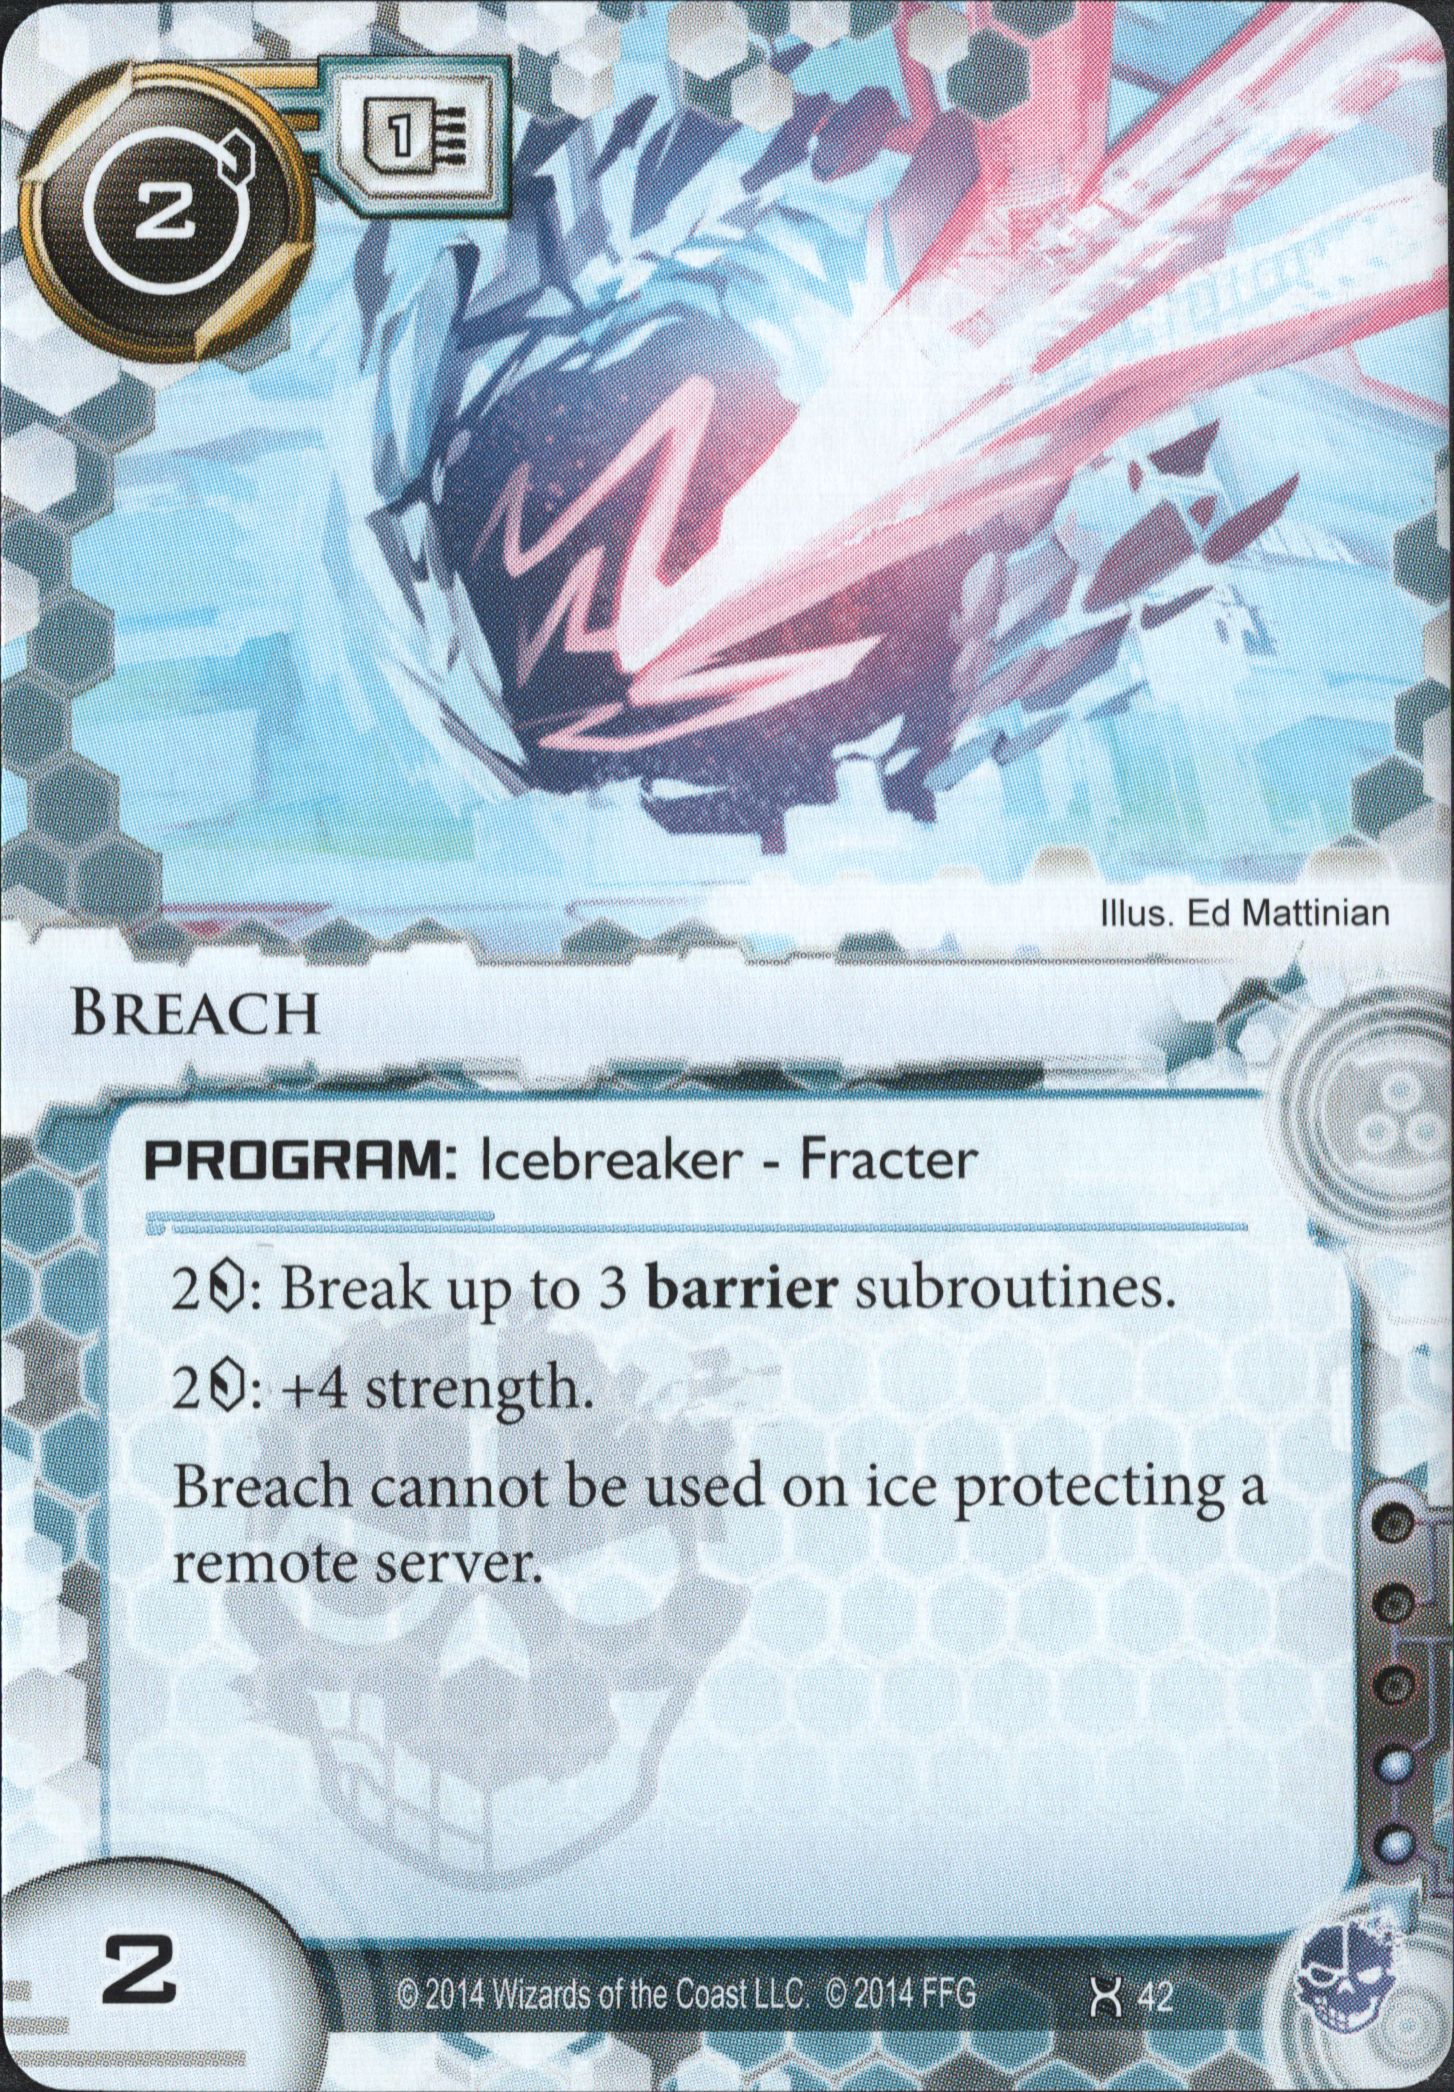 2
1
Illus. Ed Mattinian
BREACH
PROGRAM: Icebreaker - Fracter
2: Break up to 3 barrier subroutines.
2: +4 strength.
Breach cannot be used on ice protecting a
remote server.
2
© 2014 Wizards of the Coast LLC. © 2014 FFG
42